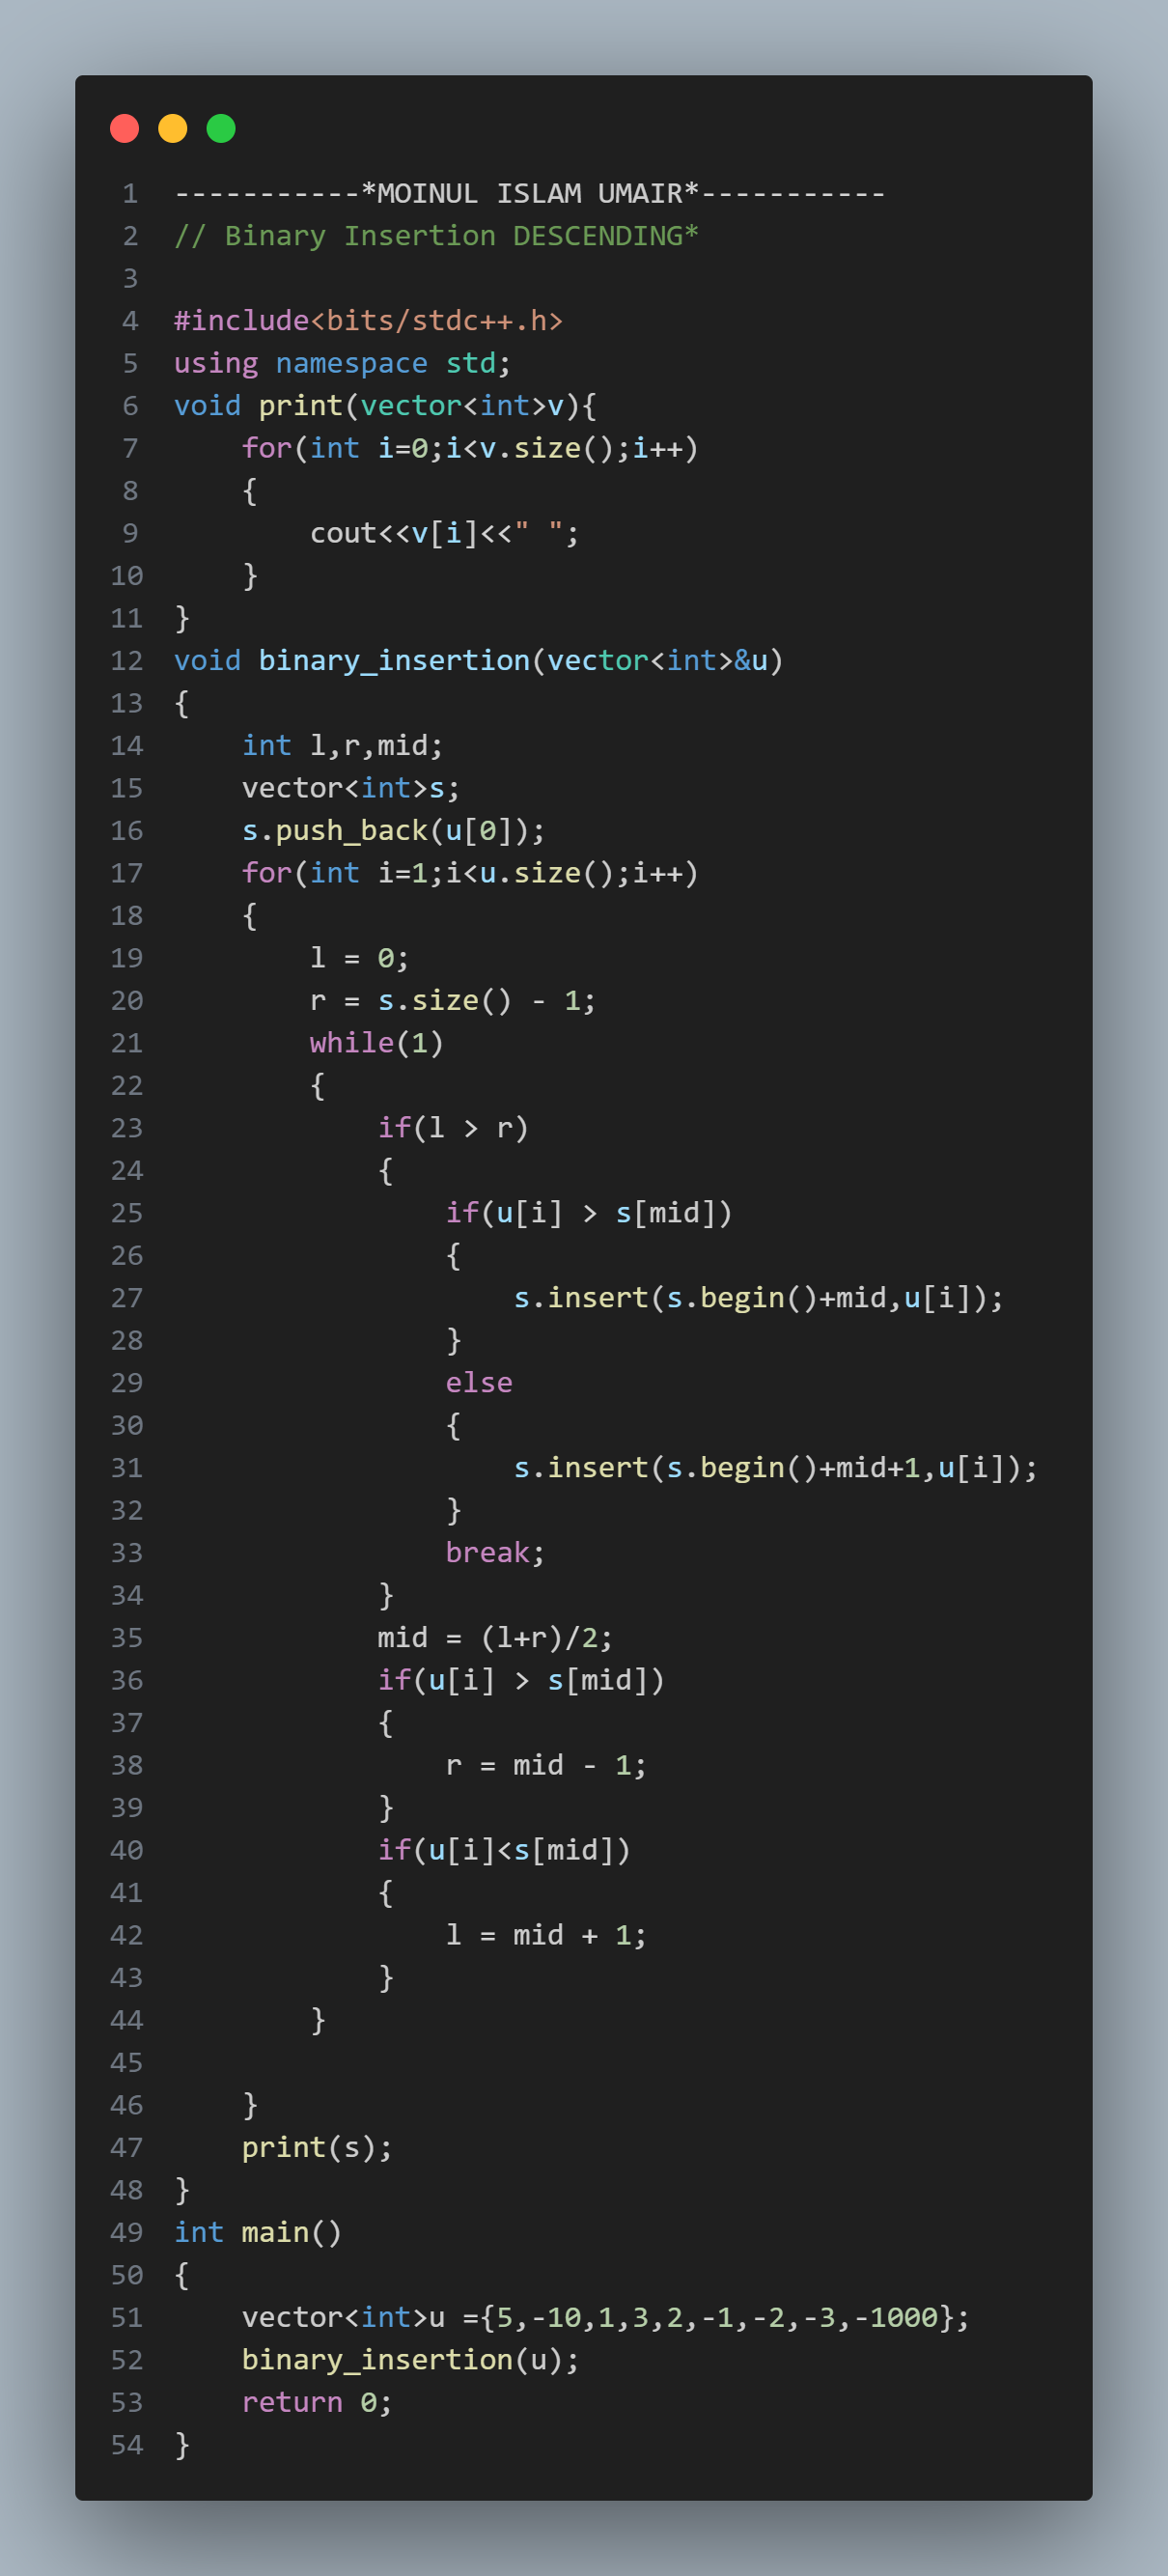 1 -----------*MOINUL ISLAM UMAIR*-----------
2 // Binary Insertion DESCENDING*
3
4 #include<bits/stdc++.h>
5 using namespace std;
6 void print(vector<int>v){
7     for(int i=0;i<v.size();i++)
8     {
9         cout<<v[i]<<" ";
10     }
11 }
12 void binary_insertion(vector<int>&u)
13 {
14     int l,r,mid;
15     vector<int>s;
16     s.push_back(u[0]);
17     for(int i=1;i<u.size();i++)
18     {
19         l = 0;
20         r = s.size() - 1;
21         while(1)
22         {
23             if(l > r)
24             {
25                 if(u[i] > s[mid])
26                 {
27                     s.insert(s.begin()+mid,u[i]);
28                 }
29                 else
30                 {
31                     s.insert(s.begin()+mid+1,u[i]);
32                 }
33                 break;
34             }
35             mid = (l+r)/2;
36             if(u[i] > s[mid])
37             {
38                 r = mid - 1;
39             }
40             if(u[i]<s[mid])
41             {
42                 l = mid + 1;
43             }
44         }
45
46     }
47     print(s);
48 }
49 int main()
50 {
51     vector<int>u ={5,-10,1,3,2,-1,-2,-3,-1000};
52     binary_insertion(u);
53     return 0;
54 }